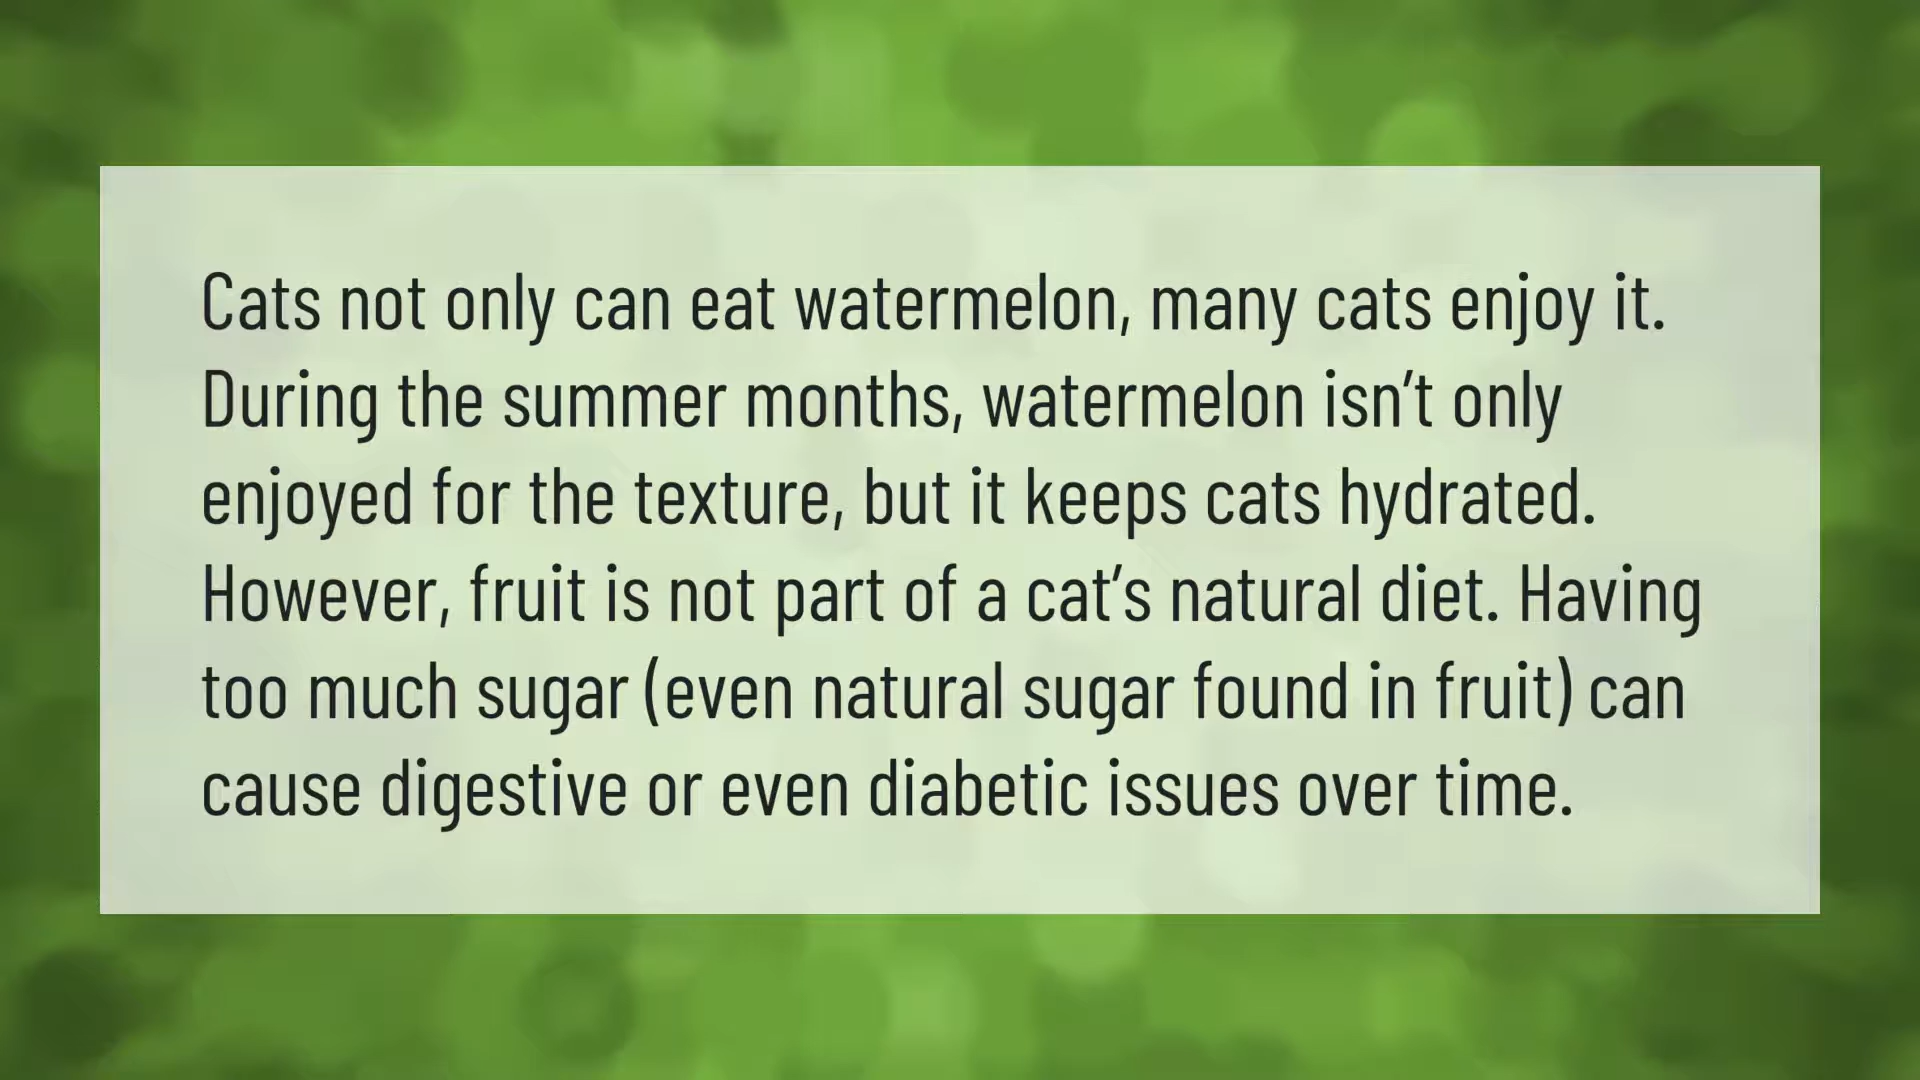 Cats not only can eat watermelon, many cats enjoy it.
During the summer months, watermelon isn’t only
enjoyed for the texture, but it keeps cats hydrated.
However, fruit is not part of a cat’s natural diet. Having
too much sugar (even natural sugar found in fruit) can
cause digestive or even diabetic issues over time.